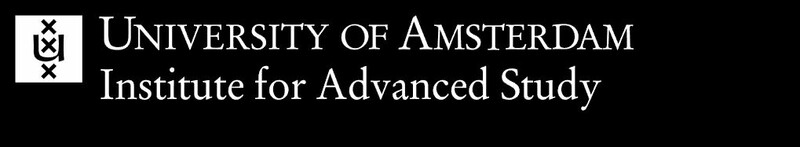 UNIVERSITY OF AMSTERDAM
Institute for Advanced Study